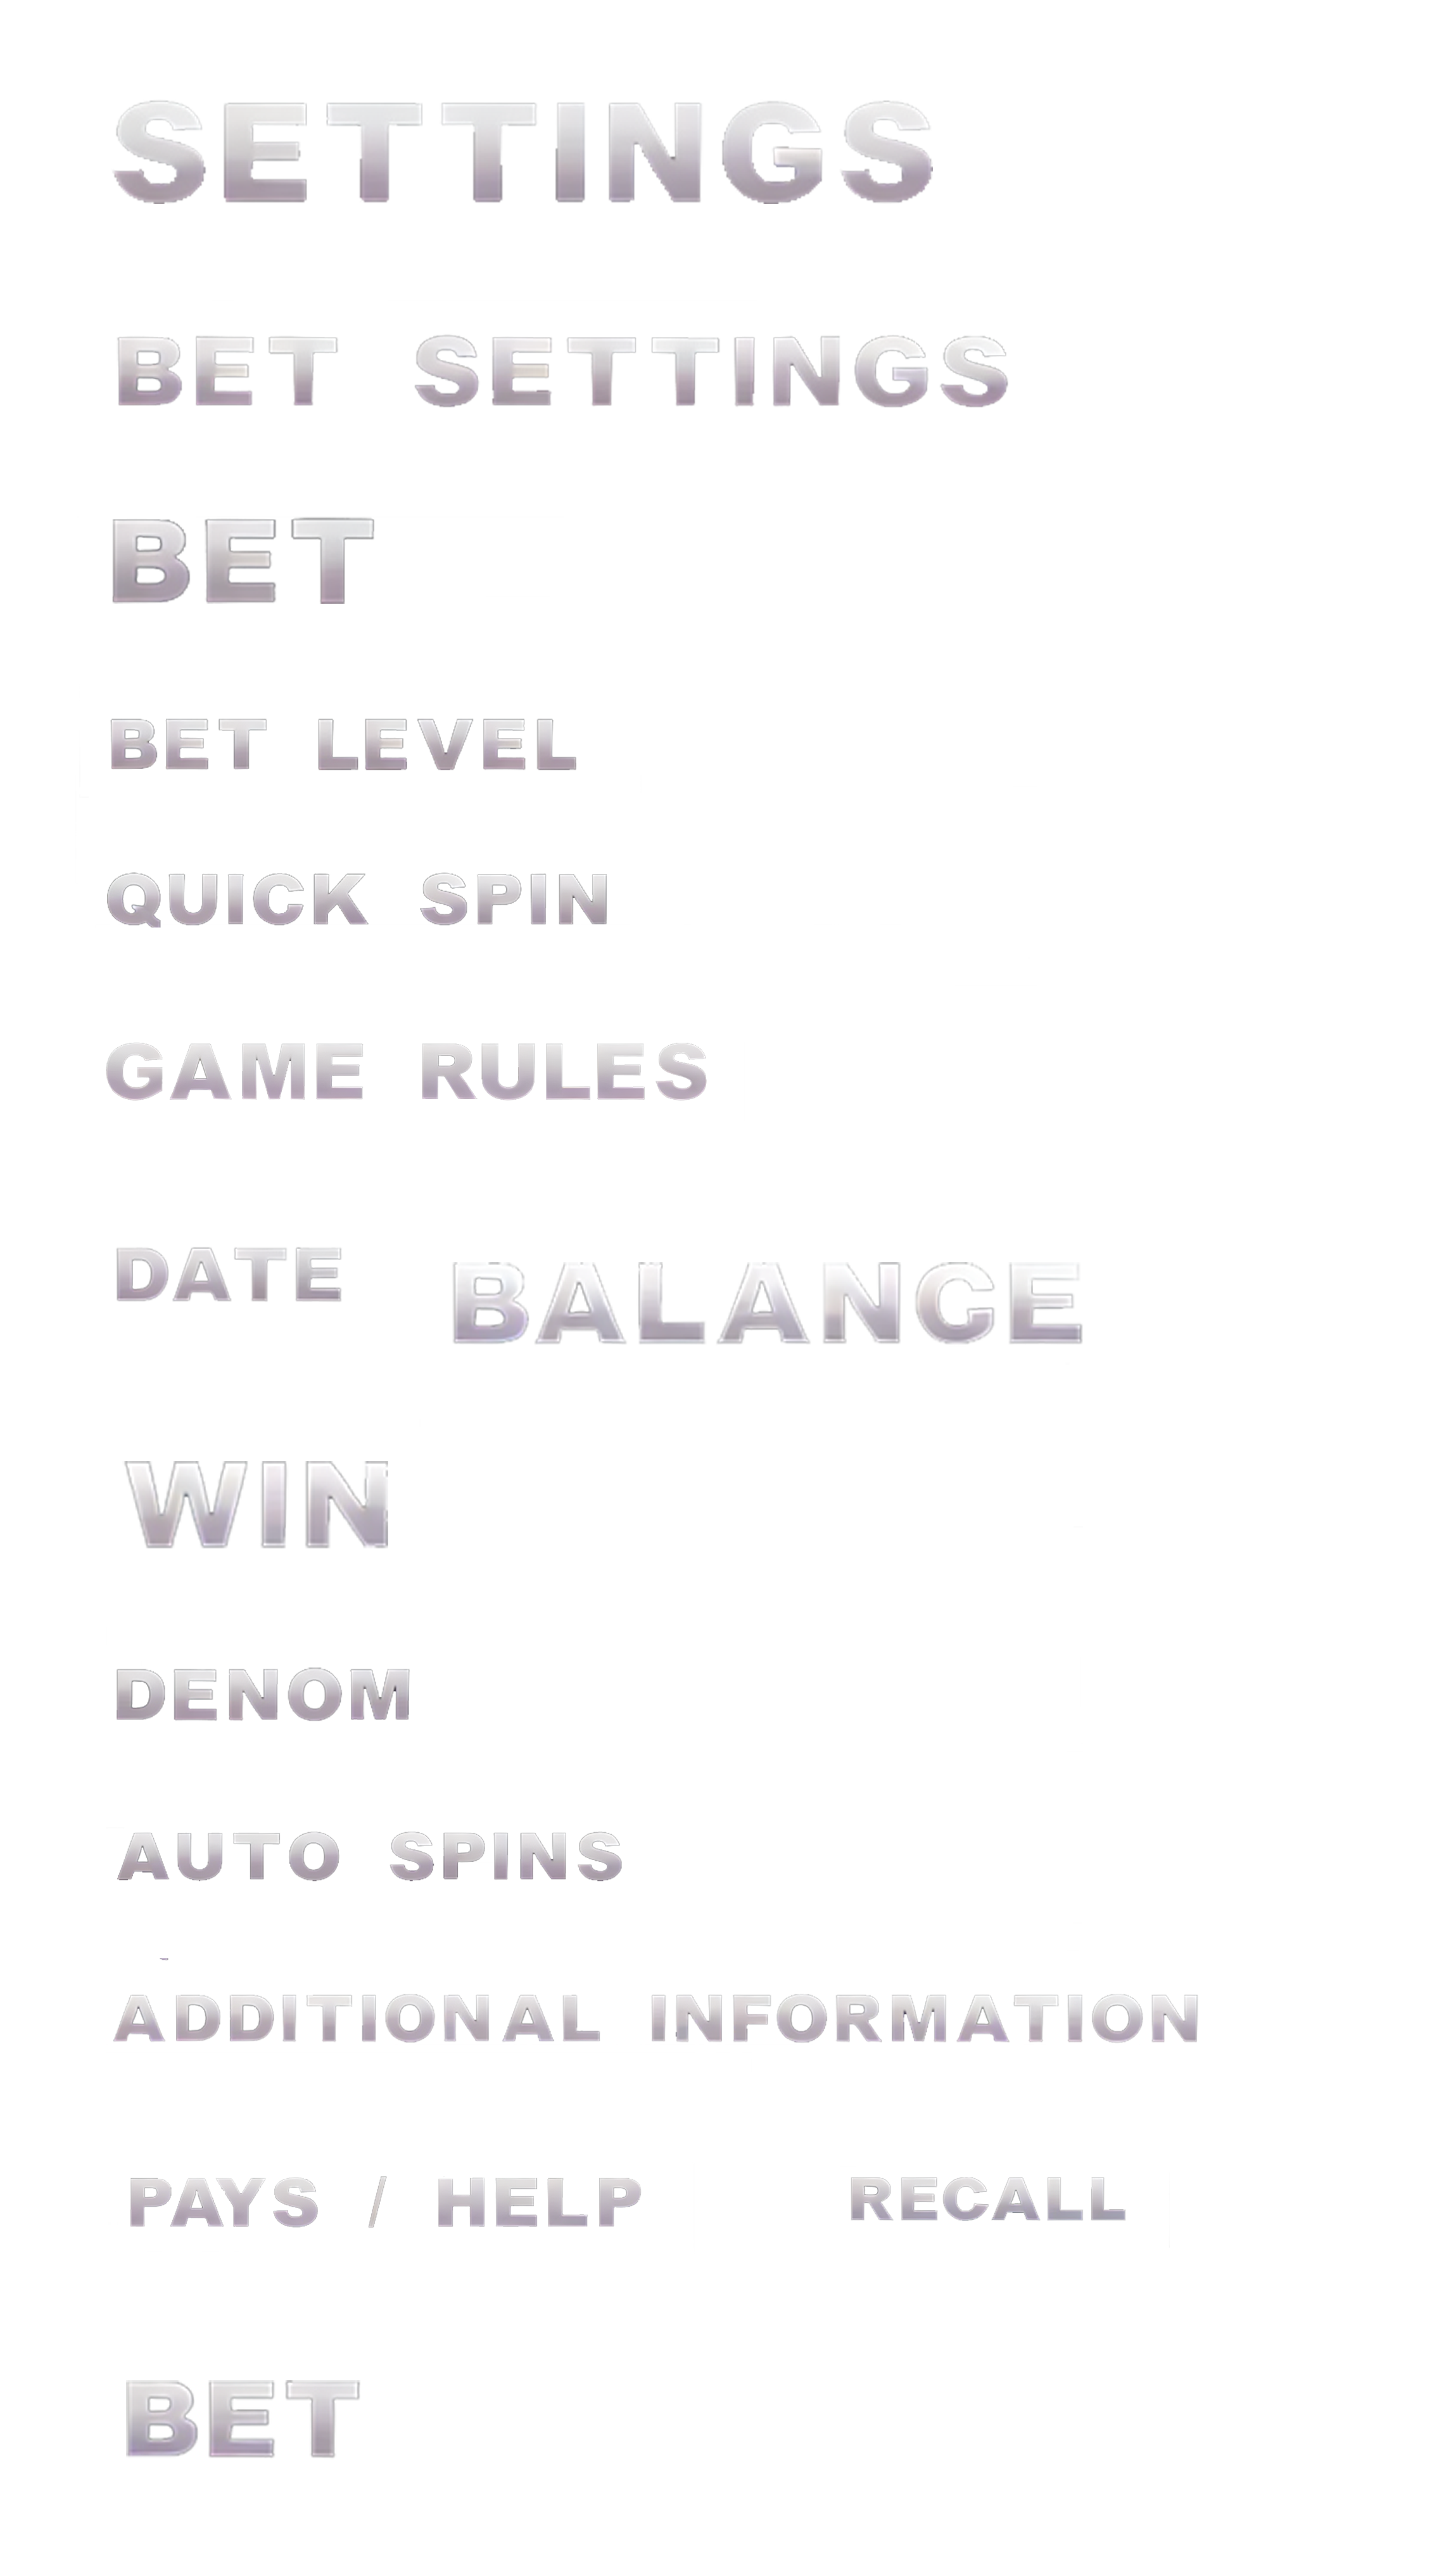 SETTINGS
BET SETTINGS
BET
BET LEVEL
QUICK SPIN
GAME RULES
DATE
BALANCE
WIN
DENOM
AUTO SPINS
ADDITIONAL INFORMATION
PAYS / HELP
RECALL
BET